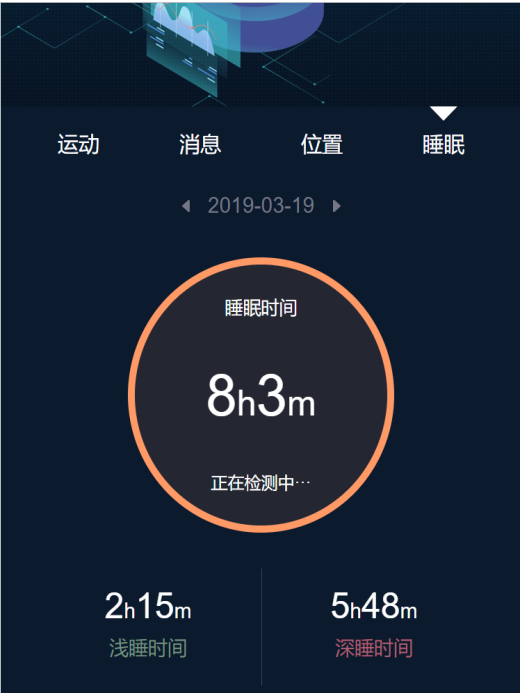 运动 消息 位置 睡眠
2019-03-19
睡眠时间
8h3m
正在检测中···
2h15m 5h48m
浅睡时间 深睡时间